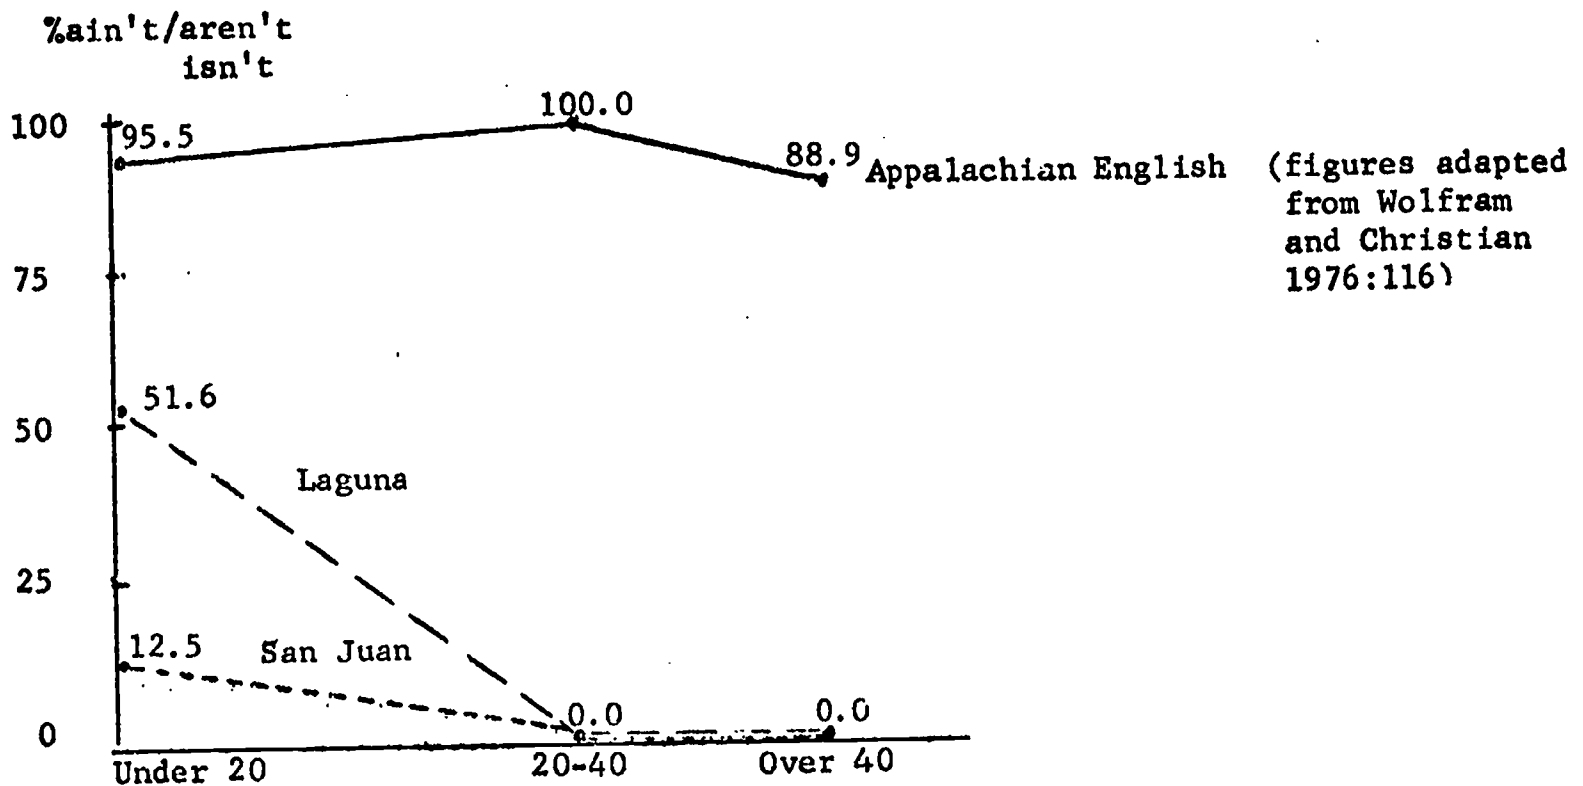 %ain't/aren't
isn't
100.0
100
95.5
88.9
Appalachian English
(figures adapted
from Wolfram
and Christian
1976:116)
75
51.6
50
Laguna
25
12.5
San Juan
0.0
0.0
0
Under 20
20-40
Over 40